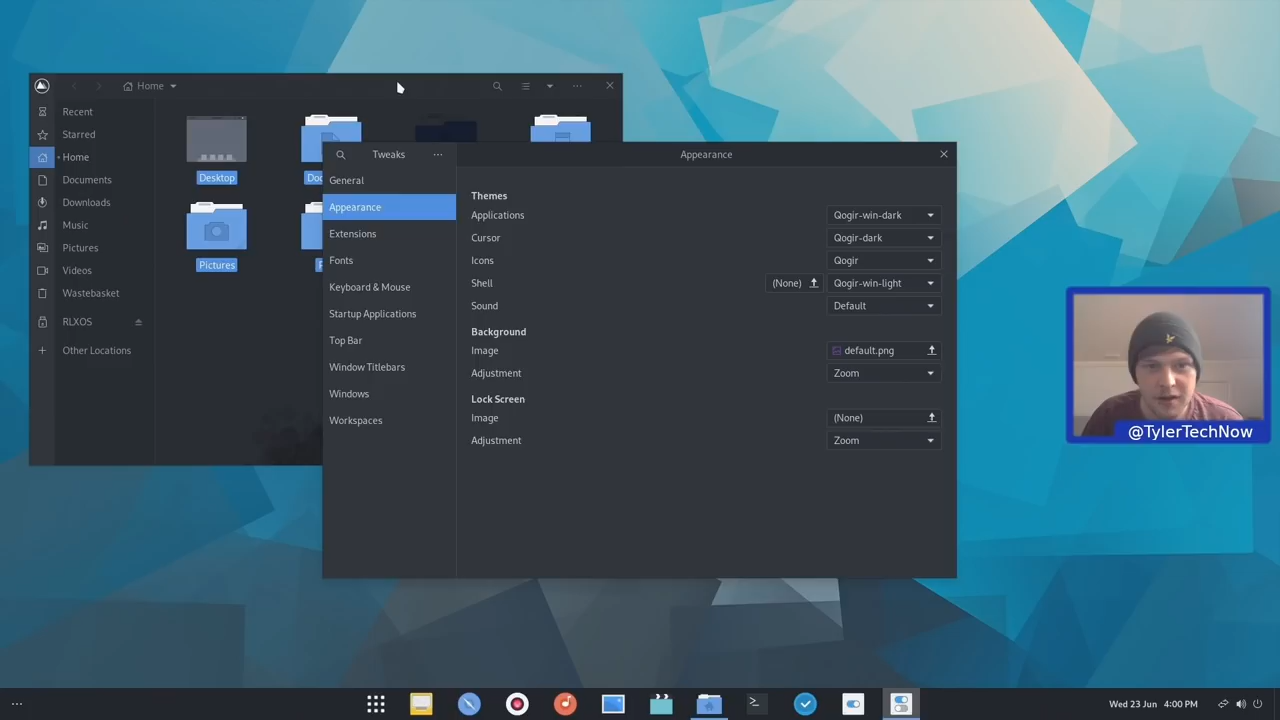 Home
Recent
Starred
Home
Documents
Downloads
Music
Pictures
Videos
Wastebasket
RLXOS
Other Locations
Desktop
Pictures
Tweaks
General
Appearance
Extensions
Fonts
Keyboard & Mouse
Startup Applications
Top Bar
Window Titlebars
Windows
Workspaces
Appearance
Themes
Applications Qogir-win-dark
Cursor Qogir-dark
Icons Qogir
Shell (None) Qogir-win-light
Sound Default
Background
Image default.png
Adjustment Zoom
Lock Screen
Image (None)
Adjustment Zoom
@TylerTechNow
Wed 23 Jun 4:00 PM